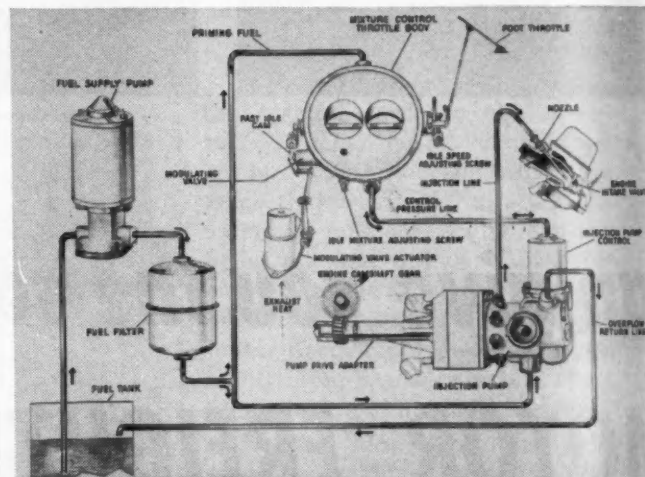 MIXTURE CONTROL
THROTTLE BODY
FOOT THROTTLE
PRIMING FUEL
FUEL SUPPLY PUMP
NOZZLE
FAST IDLE
CAM
MODULATING
VALVE
IDLE SPEED
ADJUSTING SCREW
INJECTION LINE
ENGINE
INTAKE VALVE
CONTROL
PRESSURE LINE
INJECTION PUMP
CONTROL
IDLE MIXTURE ADJUSTING SCREW
MODULATING VALVE ACTUATOR
ENGINE CAMSHAFT GEAR
EXHAUST
HEAT
FUEL FILTER
OVERFLOW
RETURN LINE
PUMP DRIVE ADAPTER
INJECTION PUMP
FUEL TANK